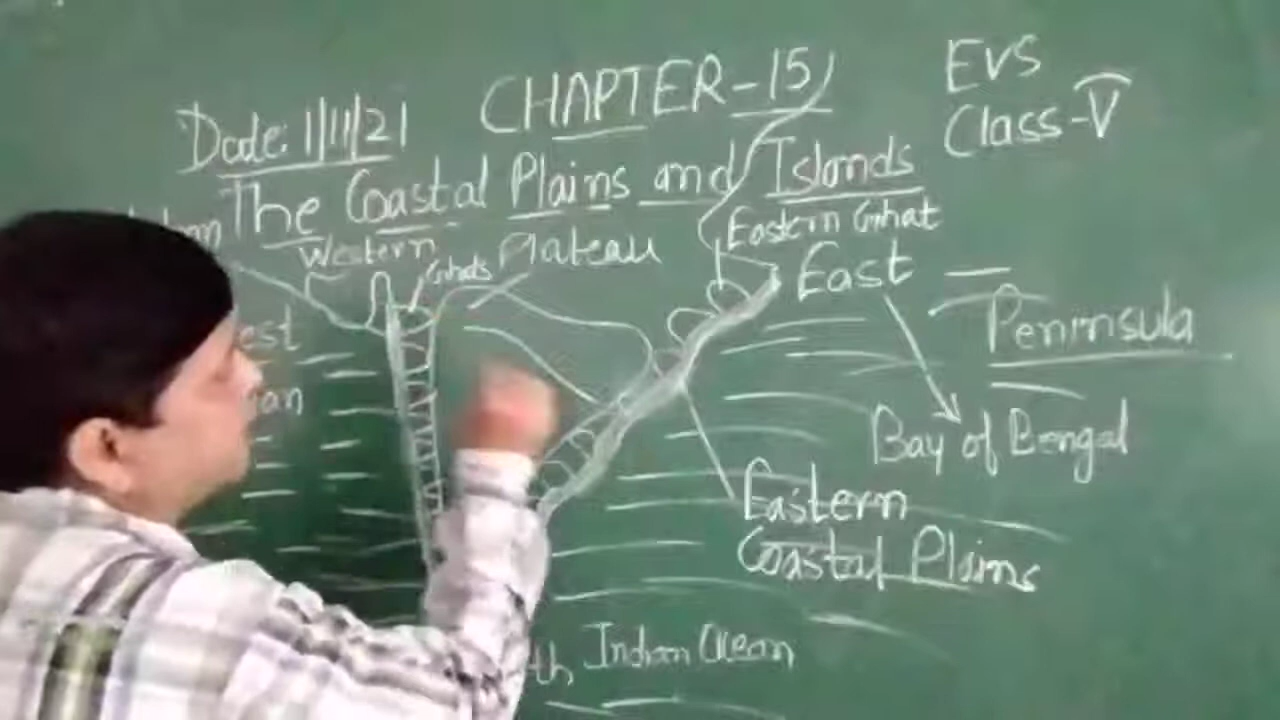 CHAPTER-15
EVS
Date: 1/11/21
Class-V
The Coastal Plains and Islands
Western Ghats
Plateau
Eastern Ghat
East
Peninsula
Bay of Bengal
Eastern
Coastal Plains
Indian Ocean